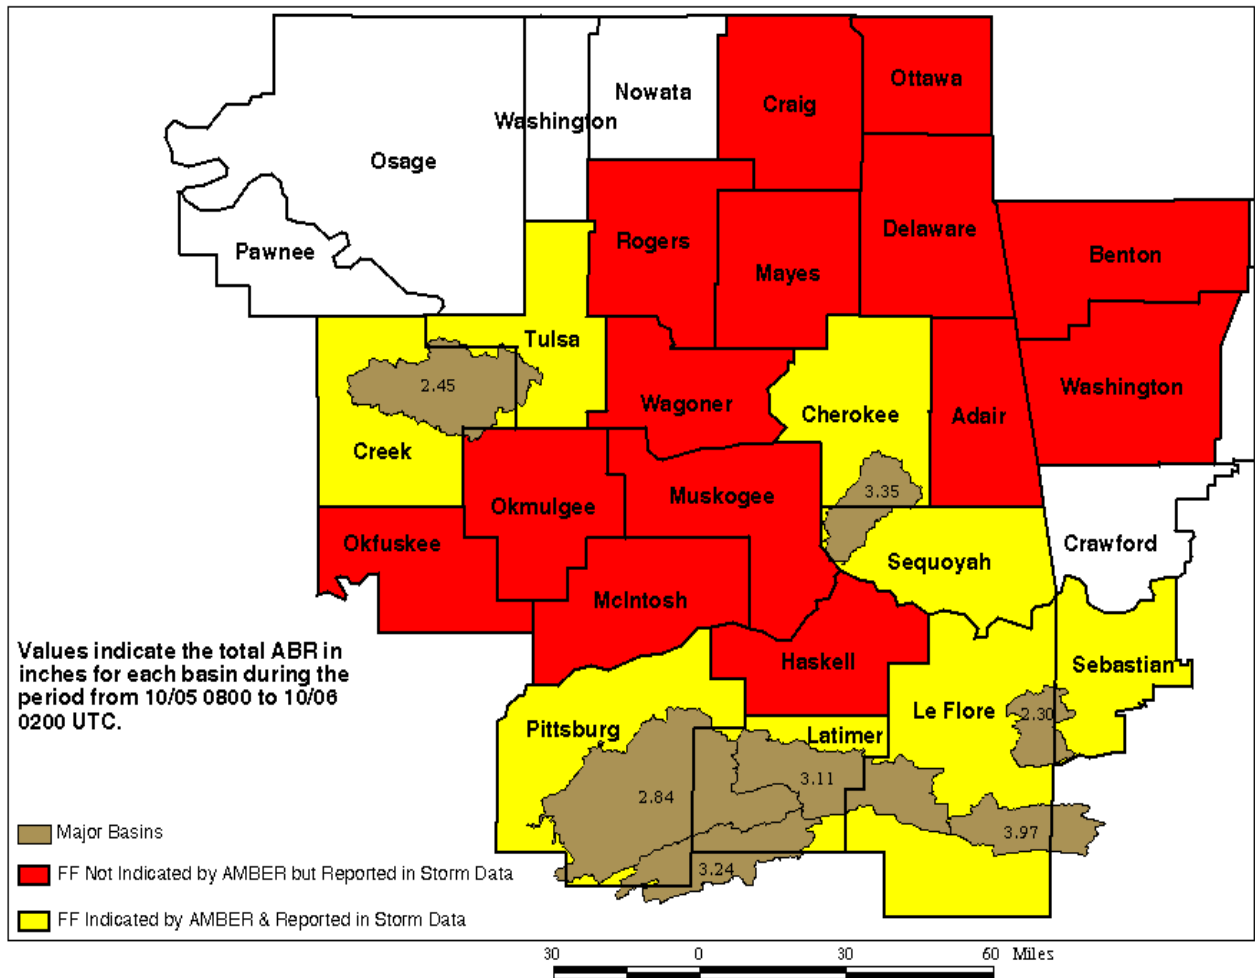 Nowata
Ottawa
Craig
Washington
Osage
Delaware
Rogers
Pawnee
Benton
Mayes
Tulsa
2.45
Washington
Wagoner
Cherokee
Adair
Creek
3.35
Muskogee
Okmulgee
Okfuskee
Crawford
Sequoyah
McIntosh
Values indicate the total ABR in
inches for each basin during the
period from 10/05 0800 to 10/06
0200 UTC.
Haskell
Sebastian
Le Flore
2.30
Pittsburg
Latimer
3.11
2.84
3.97
3.24
Major Basins
FF Not Indicated by AMBER but Reported in Storm Data
FF Indicated by AMBER & Reported in Storm Data
30 0 30 60 Miles